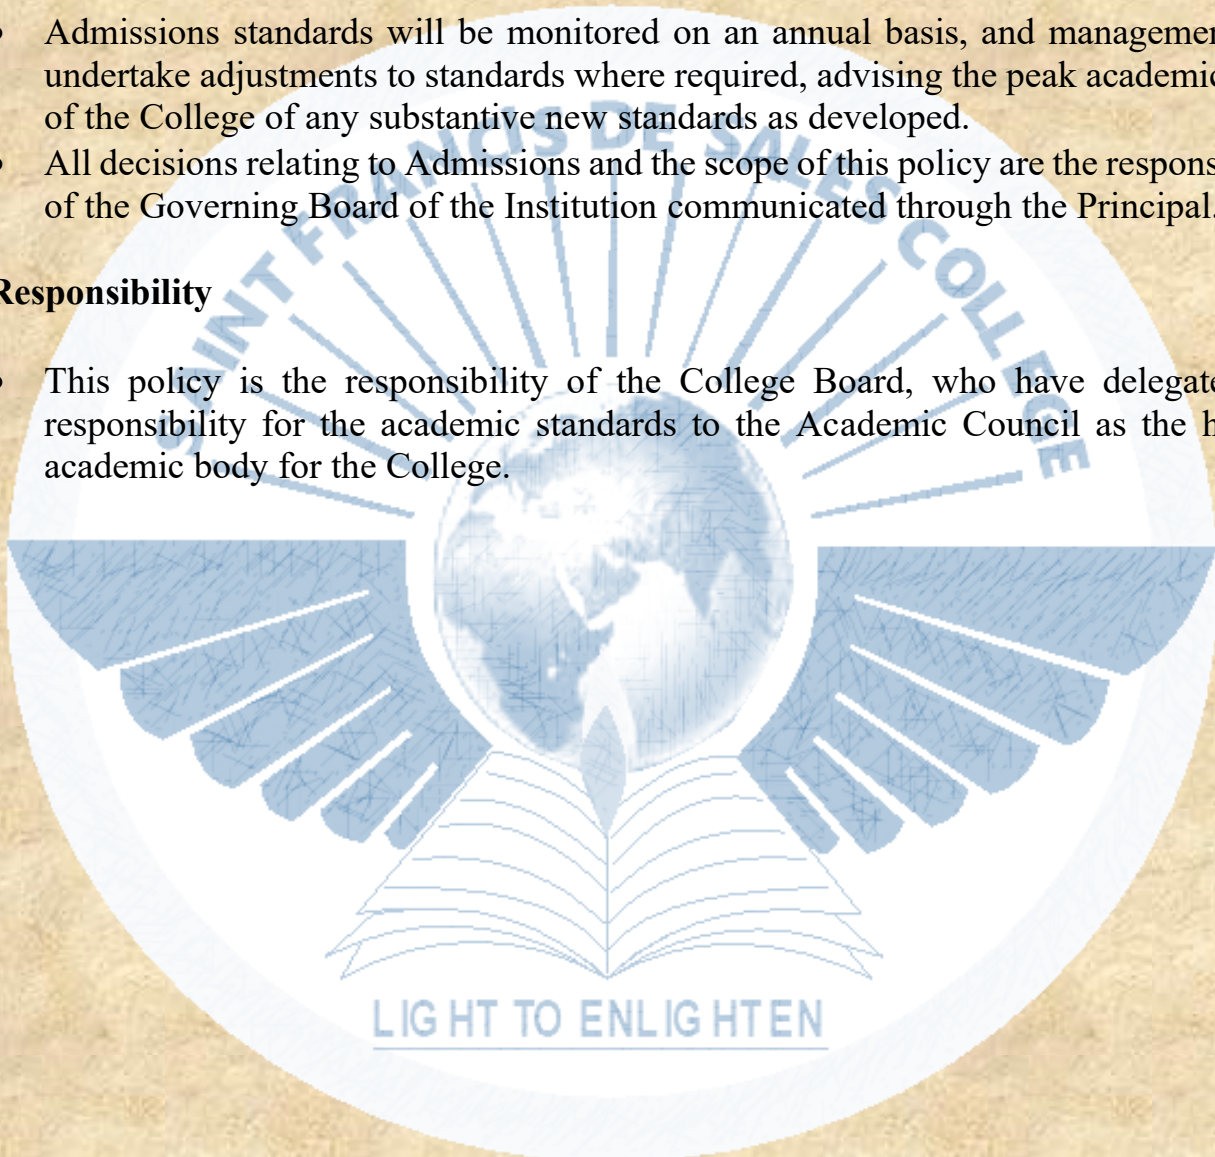 • Admissions standards will be monitored on an annual basis, and managemen
undertake adjustments to standards where required, advising the peak academic
of the College of any substantive new standards as developed.
• All decisions relating to Admissions and the scope of this policy are the respons
of the Governing Board of the Institution communicated through the Principal.
Responsibility
• This policy is the responsibility of the College Board, who have delegate
responsibility for the academic standards to the Academic Council as the h
academic body for the College.
SAINT FRANCIS DE SALES COLLEGE
LIGHT TO ENLIGHTEN